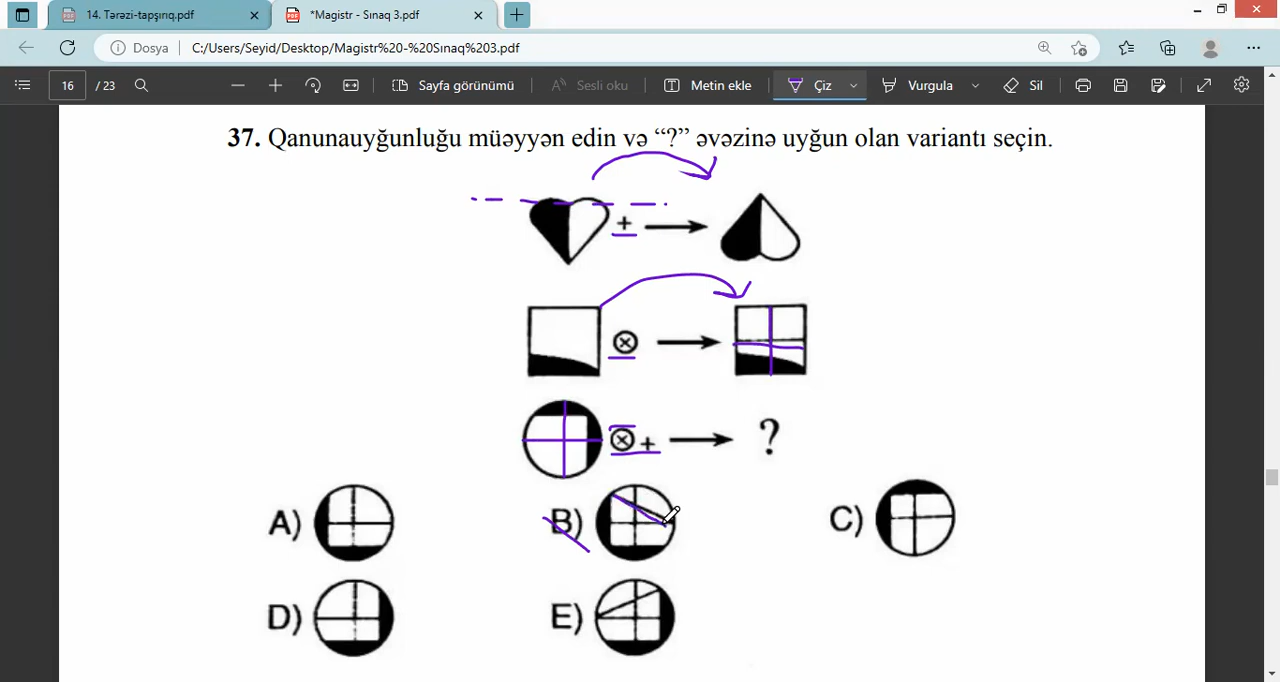 14. Tərəzi-tapşırıq.pdf
*Magistr - Sınaq 3.pdf
Dosya
C:/Users/Seyid/Desktop/Magistr%20-%20Sınaq%203.pdf
16 / 23
Sayfa görünümü
Sesli oku
Metin ekle
Çiz
Vurgula
Sil
37. Qanunauyğunluğu müəyyən edin və “?” əvəzinə uyğun olan variantı seçin.
+
⊗
⊗+ ?
A) B) C)
D) E)